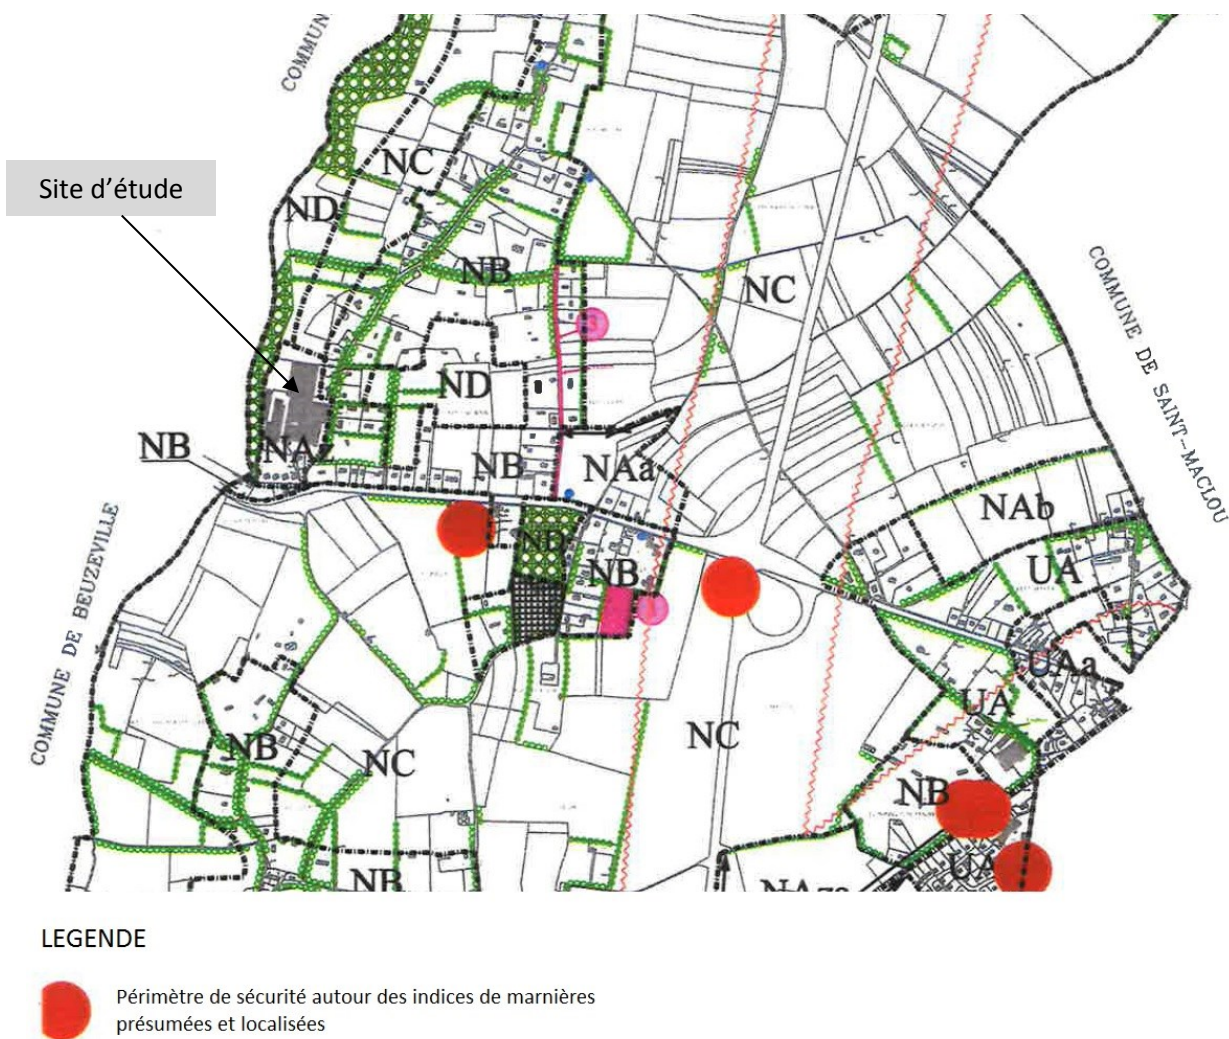 COMMUN
NC
Site d’étude
ND
NB
NC
COMMUNE DE SAINT-MACLOU
3
ND
NB
NAz
NB
NAa
NAb
ND
NB
UA
COMMUNE DE BEUZEVILLE
UAa
UA
NB
NC
NC
NB
NB
UA
NAza
LEGENDE
Périmètre de sécurité autour des indices de marnières
présumées et localisées